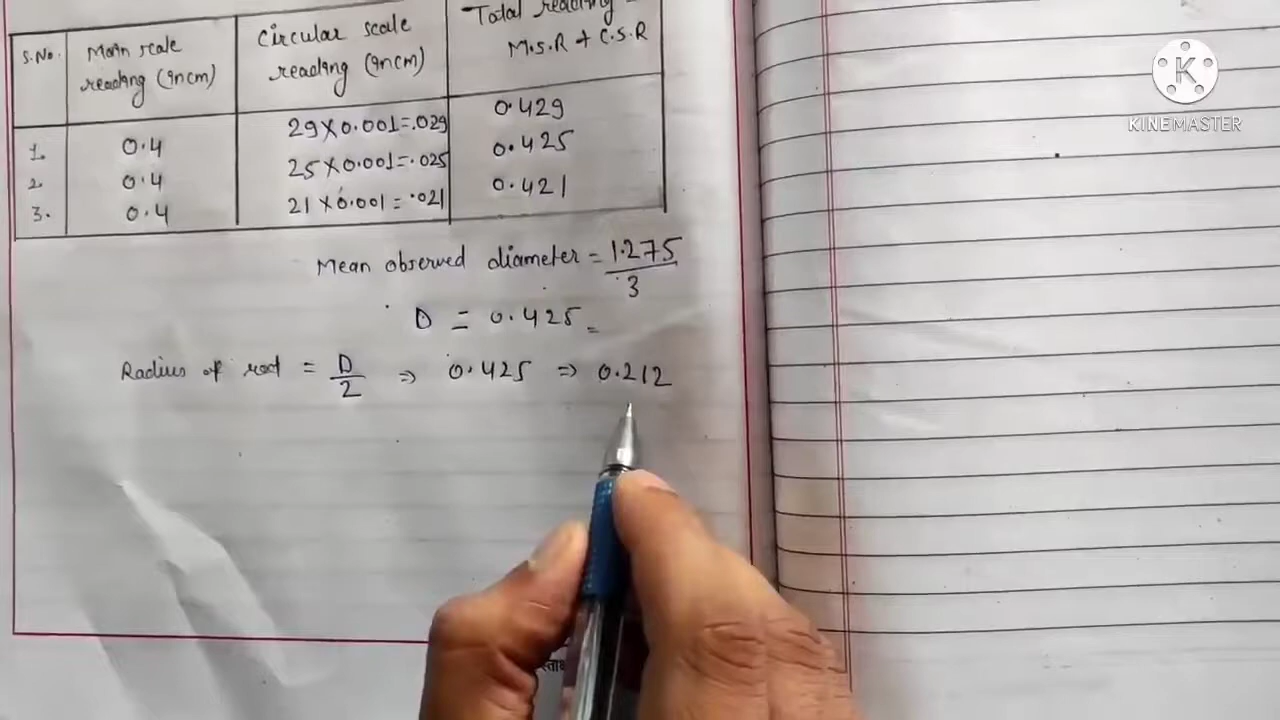 S.No. Main scale reading (in cm) Circular scale reading (in cm) Total reading = M.S.R + C.S.R
1. 0.4 29 X 0.001 = .029 0.429
2. 0.4 25 X 0.001 = .025 0.425
3. 0.4 21 X 0.001 = .021 0.421
Mean observed diameter = 1.275 / 3
D = 0.425
Radius of rod = D / 2 ⇒ 0.425 ⇒ 0.212
K
KINEMASTER